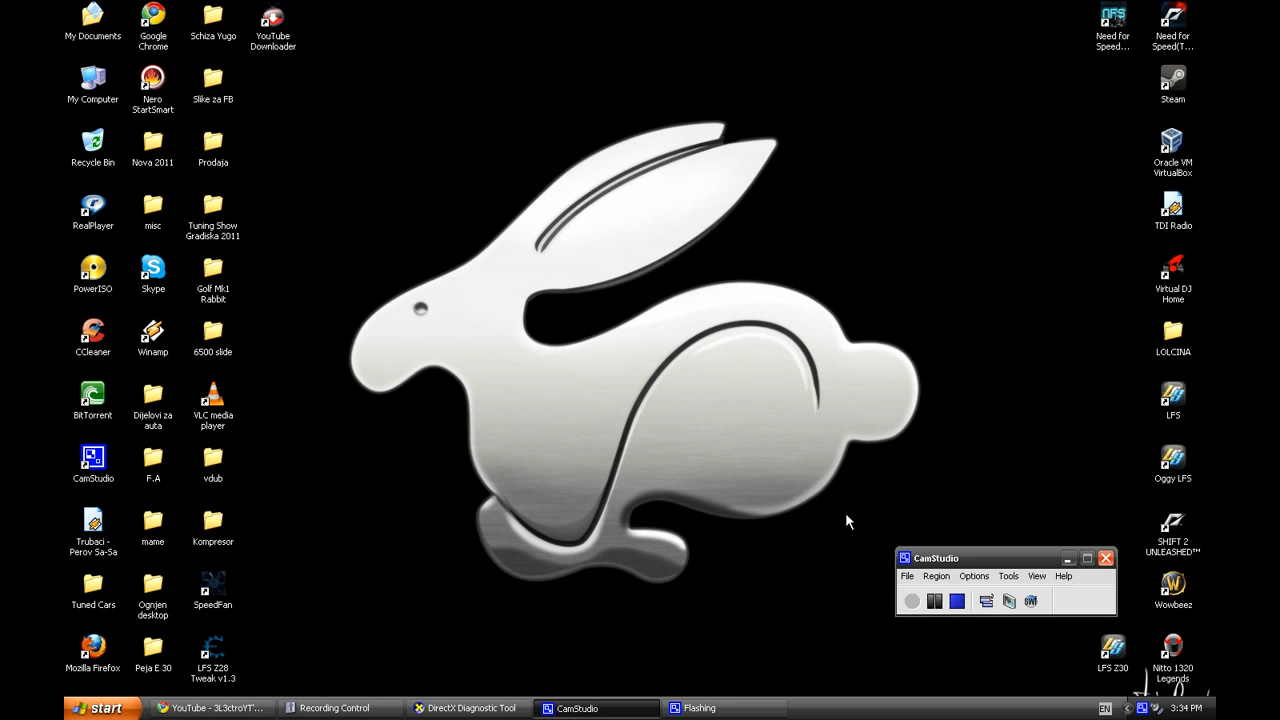 My Documents
Google
Chrome
Schiza Yugo
YouTube
Downloader
My Computer
Nero
StartSmart
Slike za FB
Recycle Bin
Nova 2011
Prodaja
RealPlayer
misc
Tuning Show
Gradiska 2011
PowerISO
Skype
Golf Mk1
Rabbit
CCleaner
Winamp
6500 slide
BitTorrent
Dijelovi za
auta
VLC media
player
CamStudio
F.A
vdub
Trubaci -
Perov Sa-Sa
mame
Kompresor
Tuned Cars
Ognjen
desktop
SpeedFan
Mozilla Firefox
Peja E 30
LFS Z28
Tweak v1.3
NFS
Need for
Speed...
Need for
Speed(T...
Steam
Oracle VM
VirtualBox
TDI Radio
Virtual DJ
Home
LOLCINA
LFS
Oggy LFS
SHIFT 2
UNLEASHED™
Wowbeez
LFS Z30
Nitto 1320
Legends
CamStudio
File Region Options Tools View Help
SWF
start
YouTube - 3L3ctroYT'...
Recording Control
DirectX Diagnostic Tool
CamStudio
Flashing
EN
3:34 PM